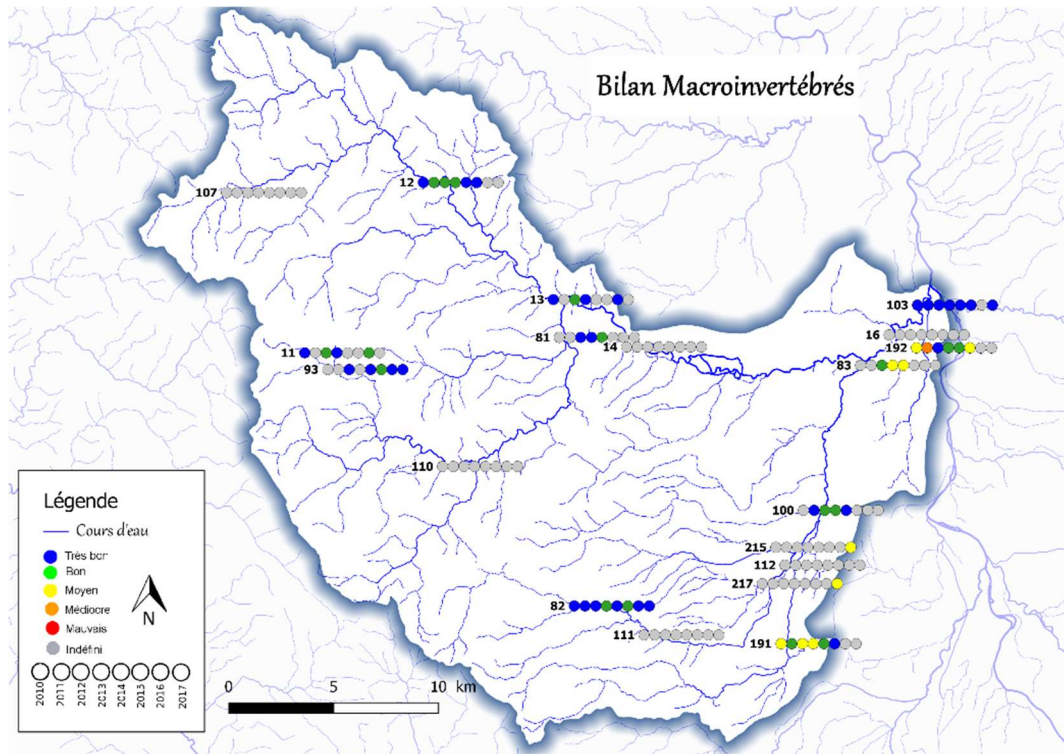 Bilan Macroinvertébrés
107
12
13
103
81
14
16
192
11
93
83
110
100
215
112
217
82
111
191
Légende
Cours d'eau
Très bon
Bon
Moyen
Médiocre
Mauvais
Indéfini
N
2010 2011 2012 2013 2014 2015 2016 2017
0 5 10 km